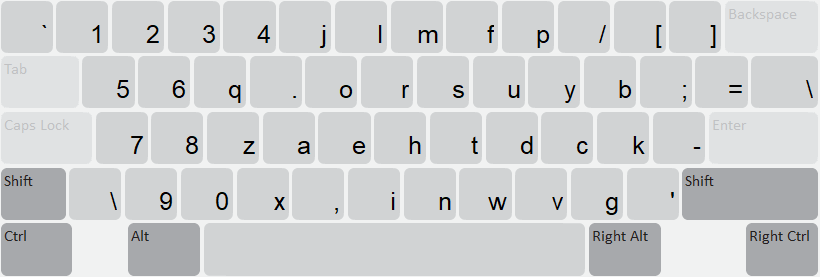 ` 1 2 3 4 j l m f p / [ ] Backspace
Tab 5 6 q . o r s u y b ; = \
Caps Lock 7 8 z a e h t d c k - Enter
Shift \ 9 0 x , i n w v g ' Shift
Ctrl Alt Right Alt Right Ctrl